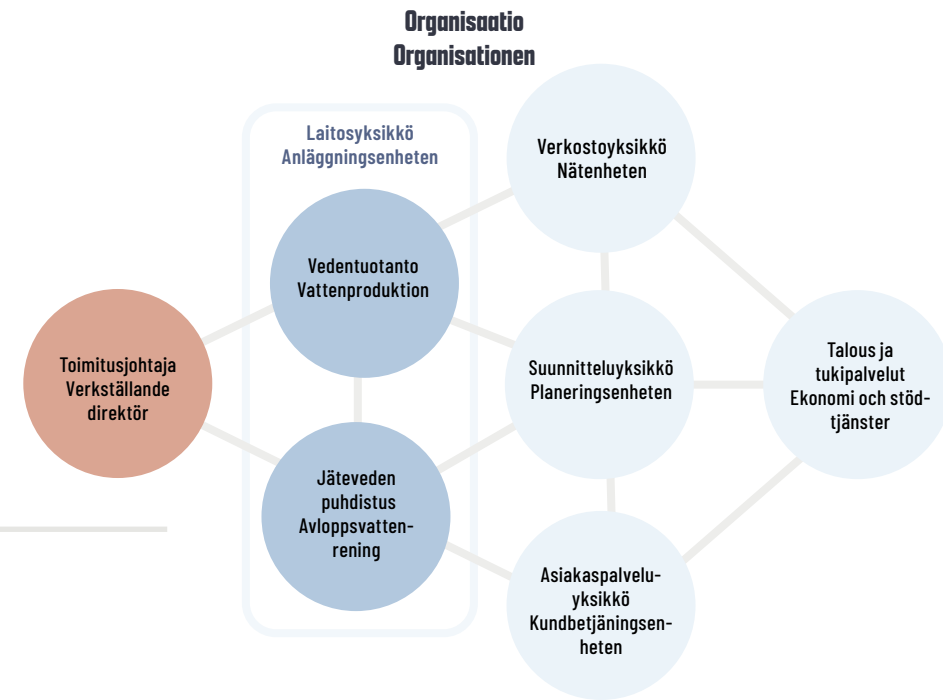 Organisaatio
Organisationen
Laitosyksikkö
Anläggningsenheten
Vedentuotanto
Vattenproduktion
Toimitusjohtaja
Verkställande
direktör
Jäteveden
puhdistus
Avloppsvatten-
rening
Verkostoyksikkö
Nätenheten
Suunnitteluyksikkö
Planeringsenheten
Asiakaspalvelu-
yksikkö
Kundbetjäningsen-
heten
Talous ja
tukipalvelut
Ekonomi och stöd-
tjänster